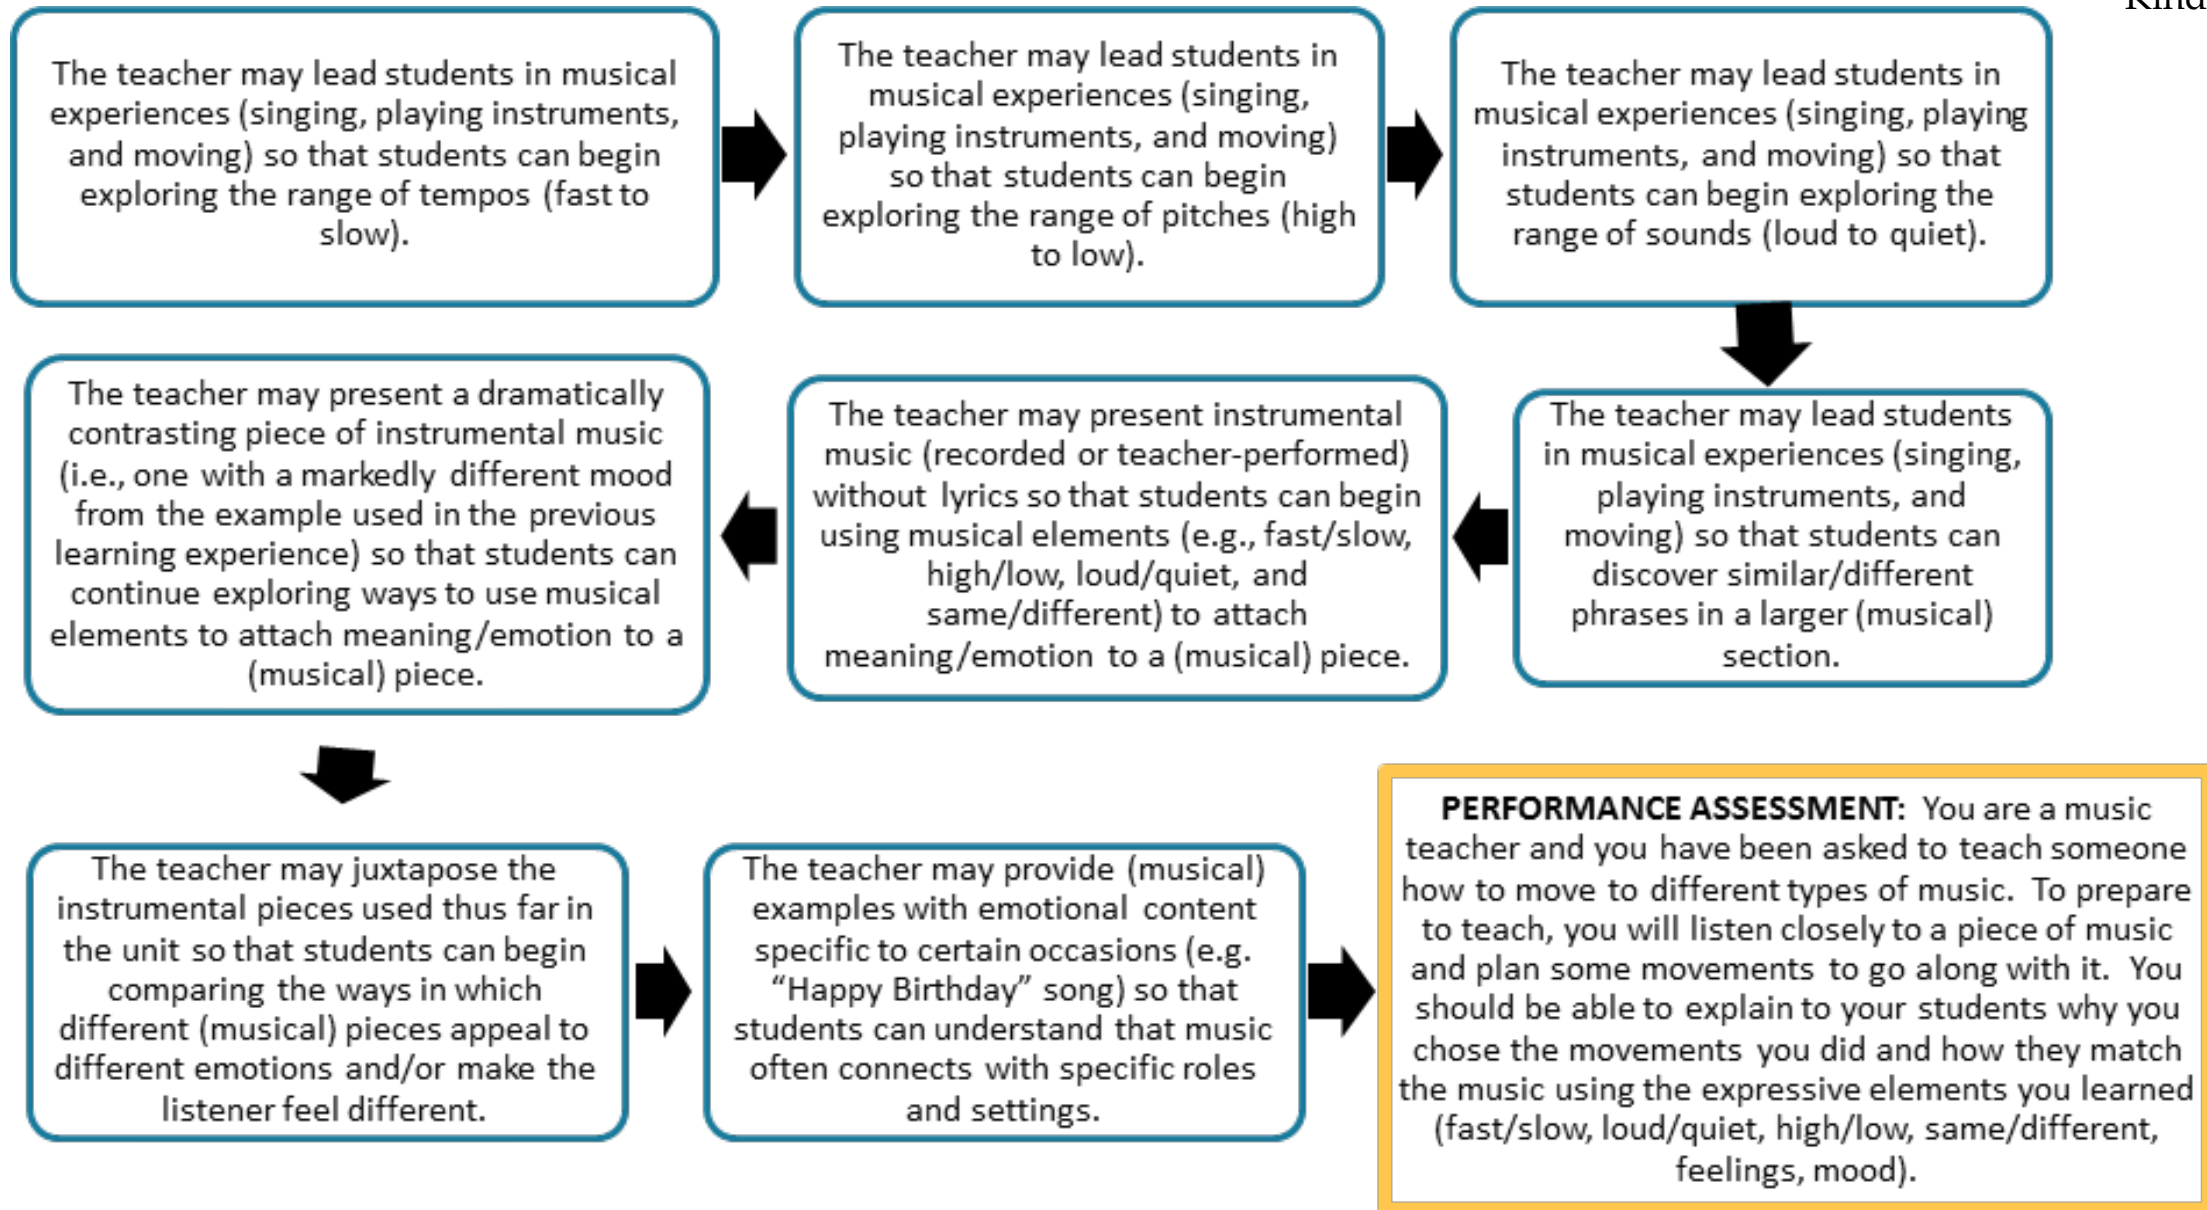 Kind
The teacher may lead students in musical
experiences (singing, playing instruments,
and moving) so that students can begin
exploring the range of tempos (fast to
slow).
The teacher may lead students in
musical experiences (singing,
playing instruments, and moving)
so that students can begin
exploring the range of pitches (high
to low).
The teacher may lead students in
musical experiences (singing, playing
instruments, and moving) so that
students can begin exploring the
range of sounds (loud to quiet).
The teacher may lead students
in musical experiences (singing,
playing instruments, and
moving) so that students can
discover similar/different
phrases in a larger (musical)
section.
The teacher may present instrumental
music (recorded or teacher-performed)
without lyrics so that students can begin
using musical elements (e.g., fast/slow,
high/low, loud/quiet, and
same/different) to attach
meaning/emotion to a (musical) piece.
The teacher may present a dramatically
contrasting piece of instrumental music
(i.e., one with a markedly different mood
from the example used in the previous
learning experience) so that students can
continue exploring ways to use musical
elements to attach meaning/emotion to a
(musical) piece.
The teacher may juxtapose the
instrumental pieces used thus far in
the unit so that students can begin
comparing the ways in which
different (musical) pieces appeal to
different emotions and/or make the
listener feel different.
The teacher may provide (musical)
examples with emotional content
specific to certain occasions (e.g.
“Happy Birthday” song) so that
students can understand that music
often connects with specific roles
and settings.
PERFORMANCE ASSESSMENT: You are a music
teacher and you have been asked to teach someone
how to move to different types of music. To prepare
to teach, you will listen closely to a piece of music
and plan some movements to go along with it. You
should be able to explain to your students why you
chose the movements you did and how they match
the music using the expressive elements you learned
(fast/slow, loud/quiet, high/low, same/different,
feelings, mood).